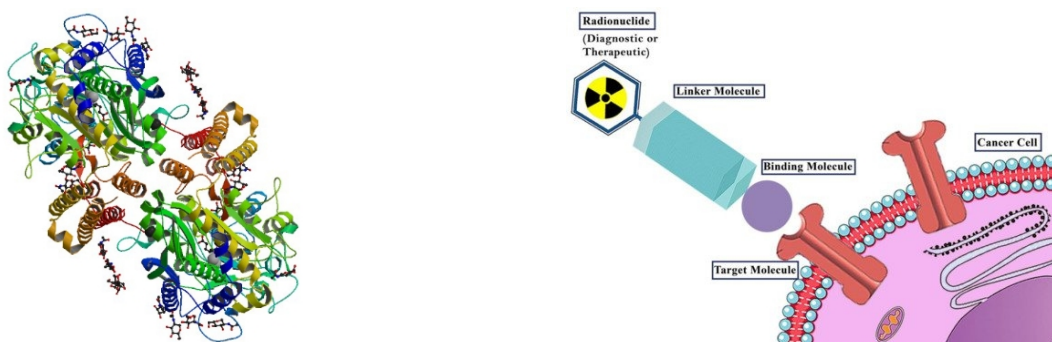 Radionuclide
(Diagnostic or
Therapeutic)
Linker Molecule
Cancer Cell
Binding Molecule
Target Molecule